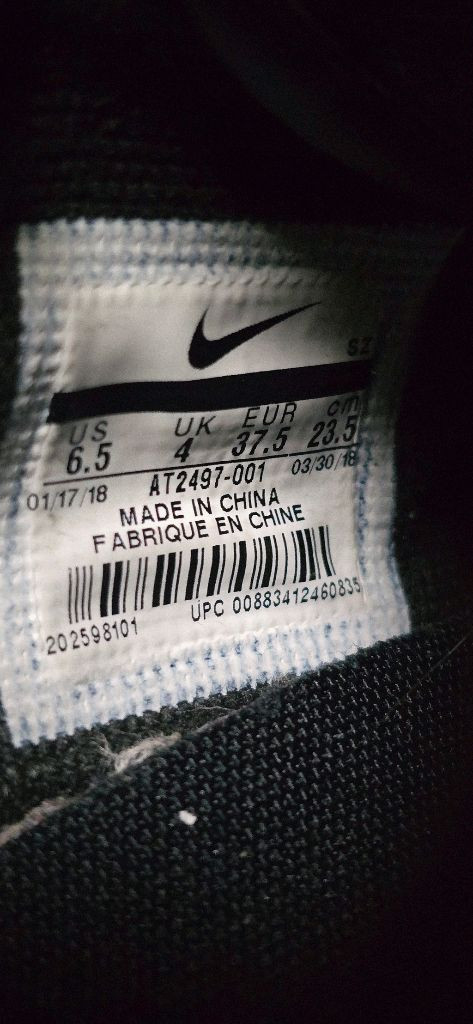 SZ
US UK EUR cm
6.5 4 37.5 23.5
01/17/18 AT2497-001 03/30/18
MADE IN CHINA
FABRIQUE EN CHINE
202598101 UPC 00883412460835